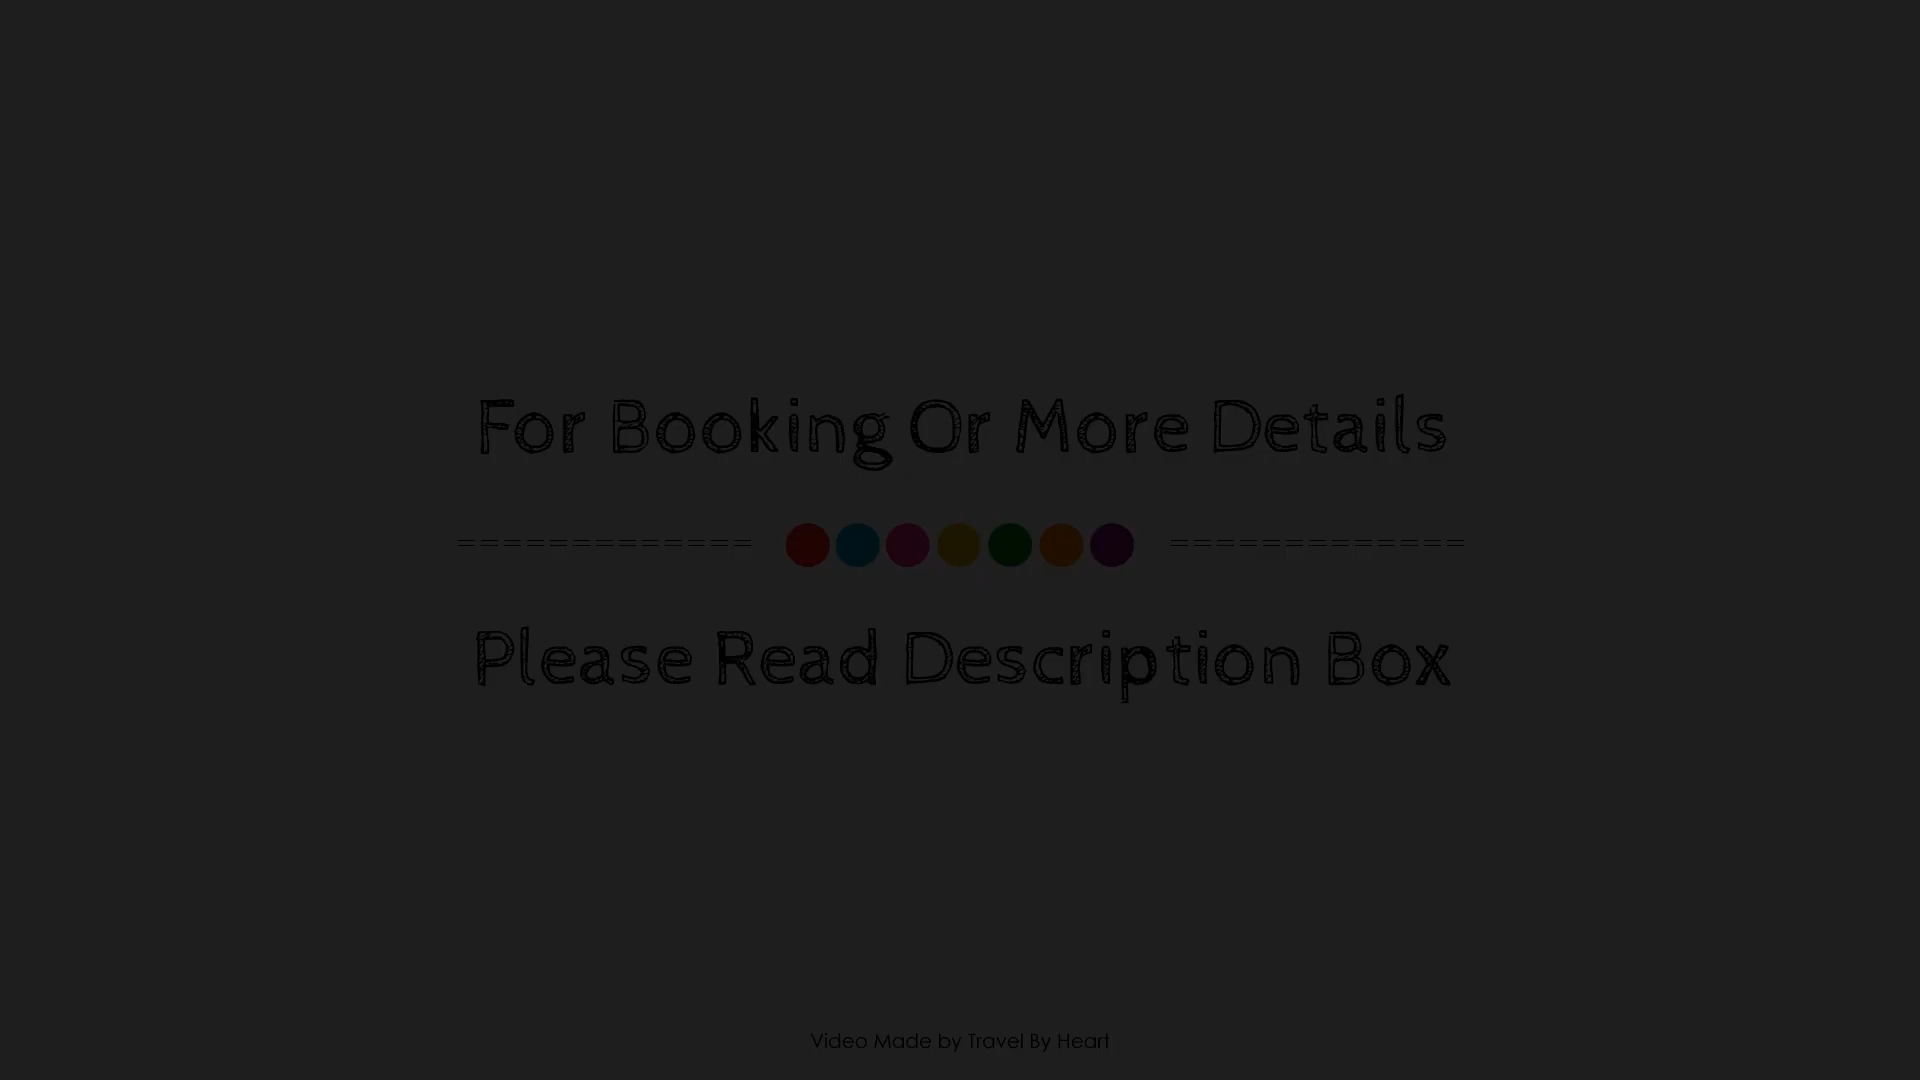 For Booking Or More Details
============= =============
Please Read Description Box
Video Made by Travel By Heart